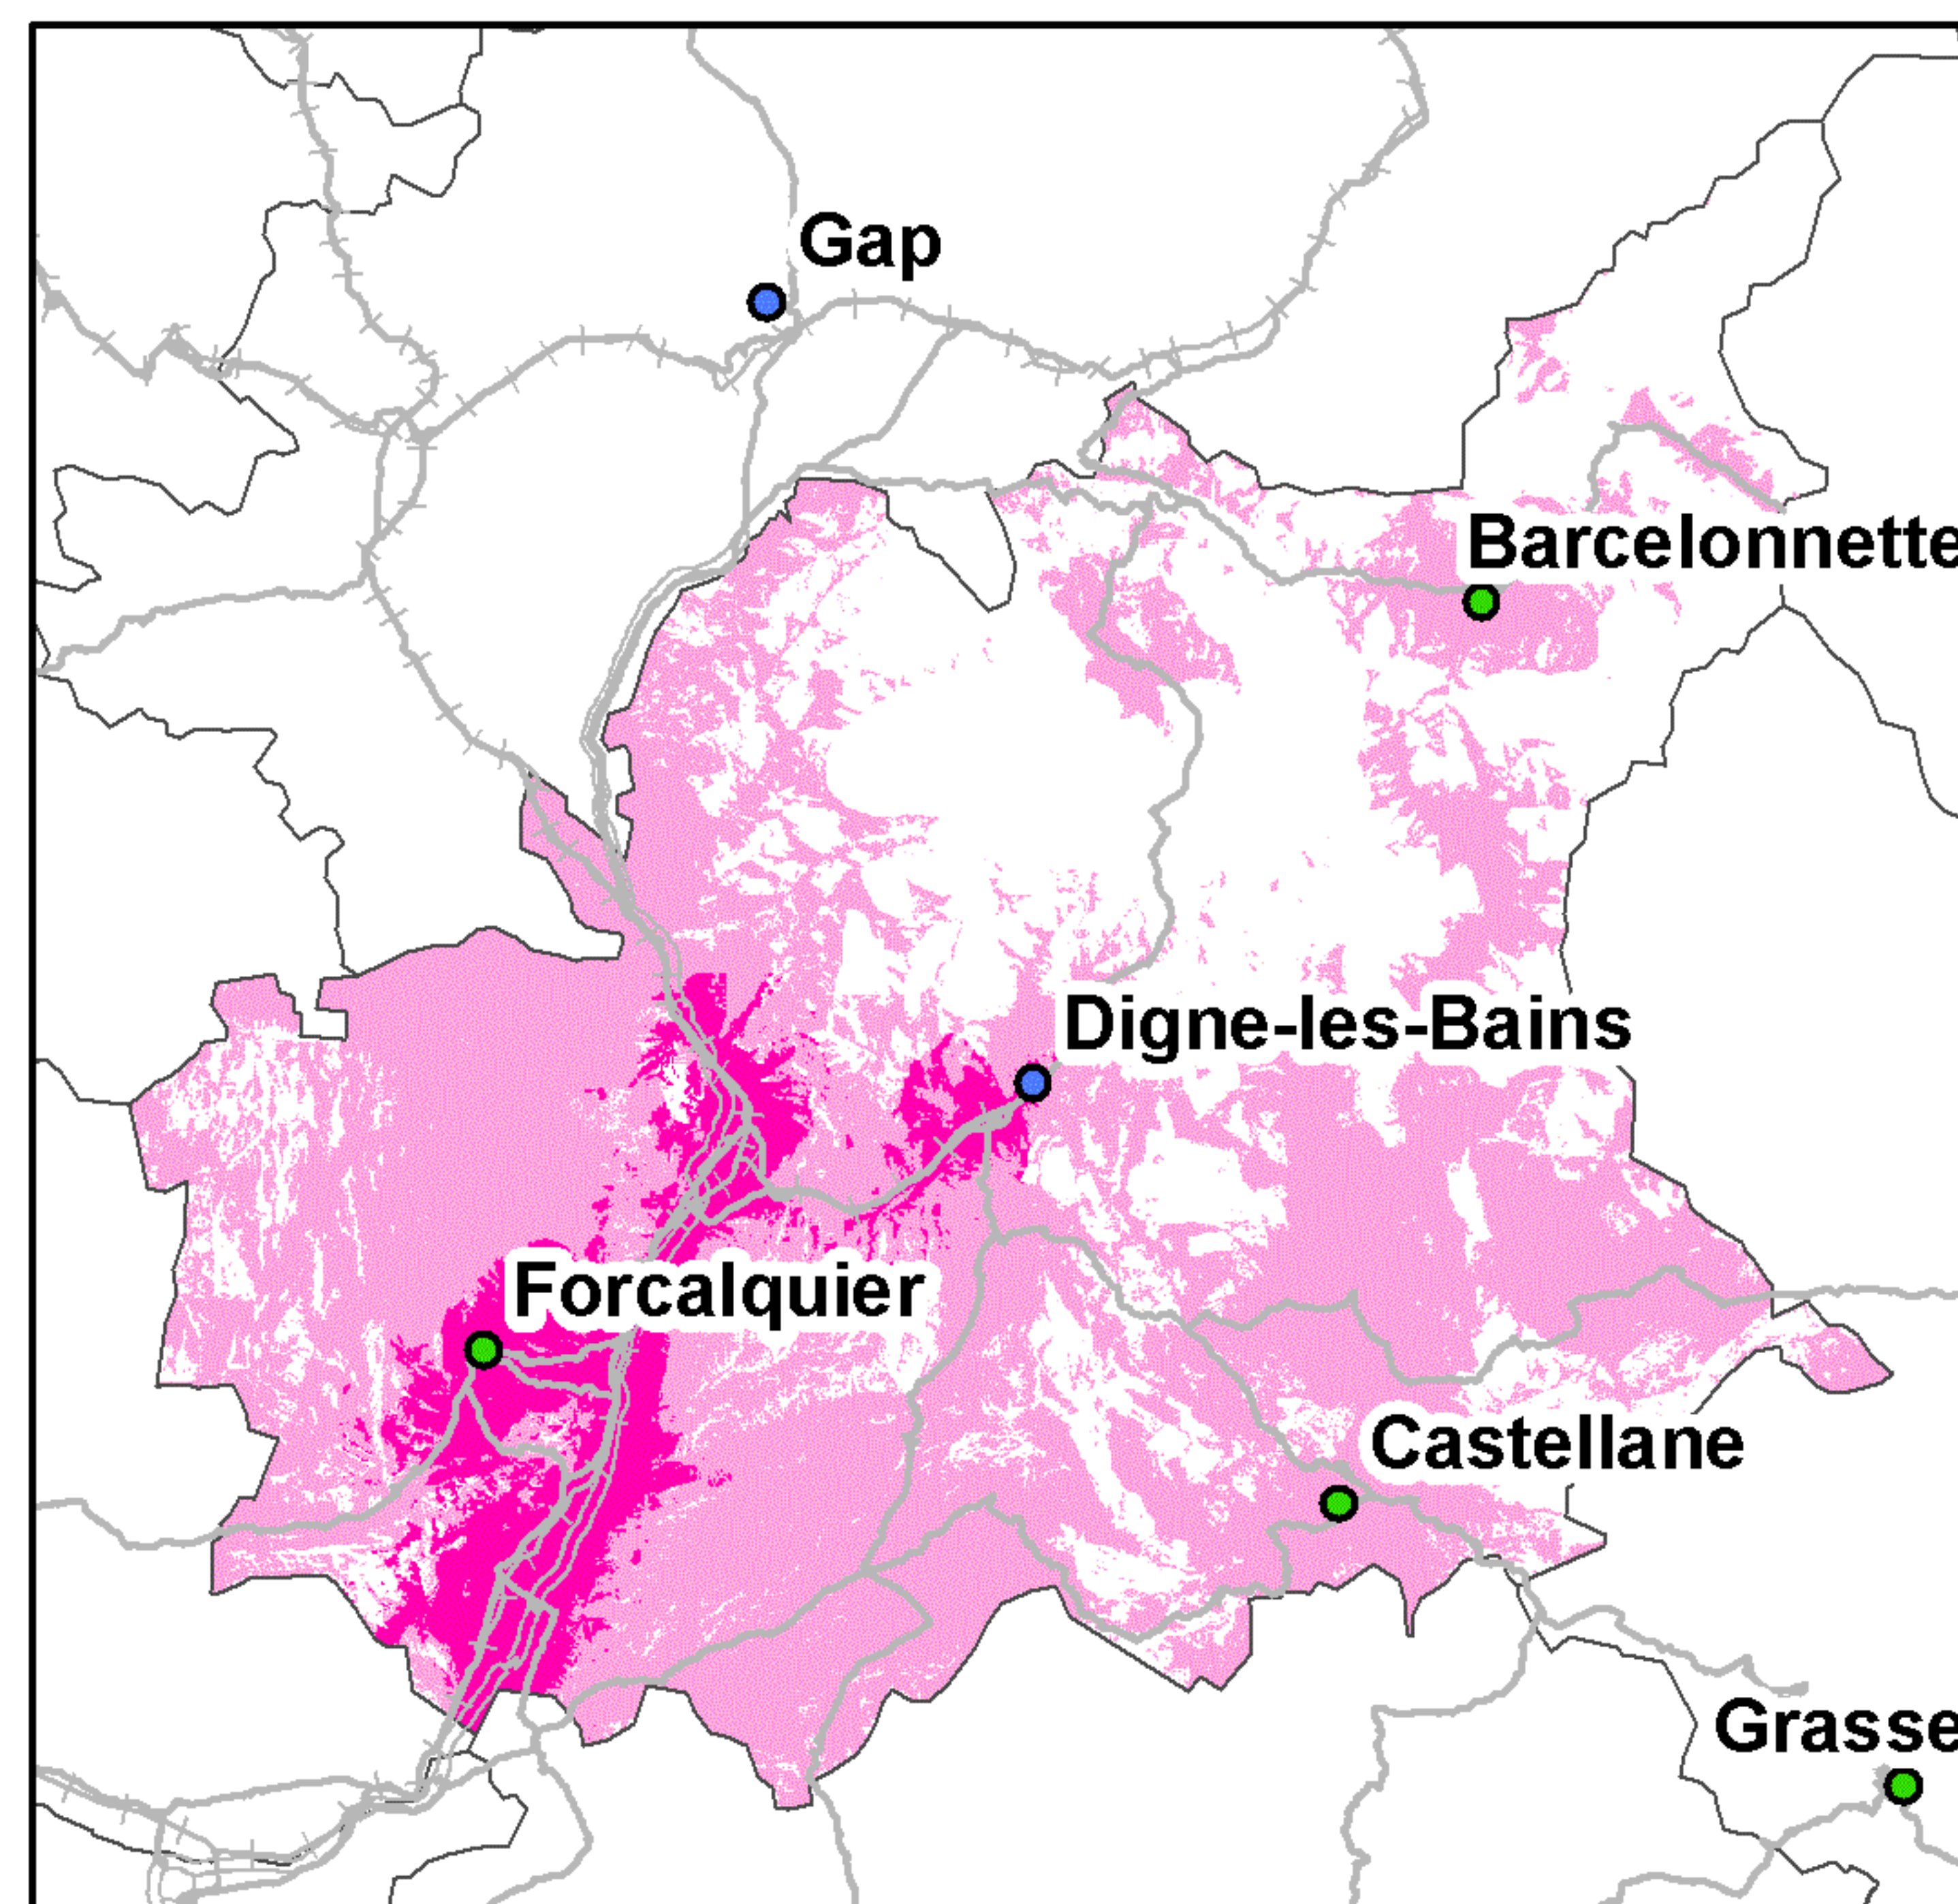 Gap
Barcelonnette
Digne-les-Bains
Forcalquier
Castellane
Grasse